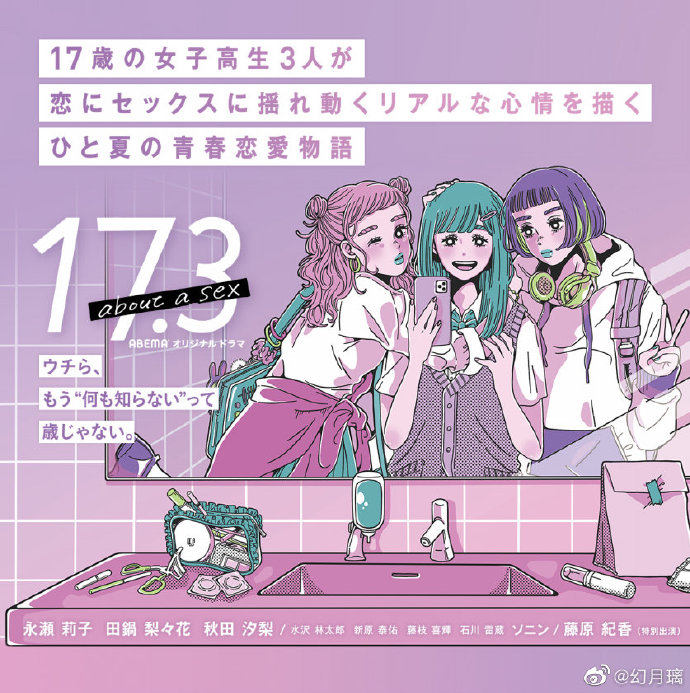 17歳の女子高生3人が
恋にセックスに揺れ動くリアルな心情を描く
ひと夏の青春恋愛物語
17.3
about a sex
ABEMA オリジナルドラマ
ウチら、
もう“何も知らない”って
歳じゃない。
永瀬 莉子 田鍋 梨々花 秋田 汐梨 / 水沢 林太郎 新原 泰佑 藤枝 喜輝 石川 雷蔵 ソニン / 藤原 紀香 (特別出演)
@幻月璃